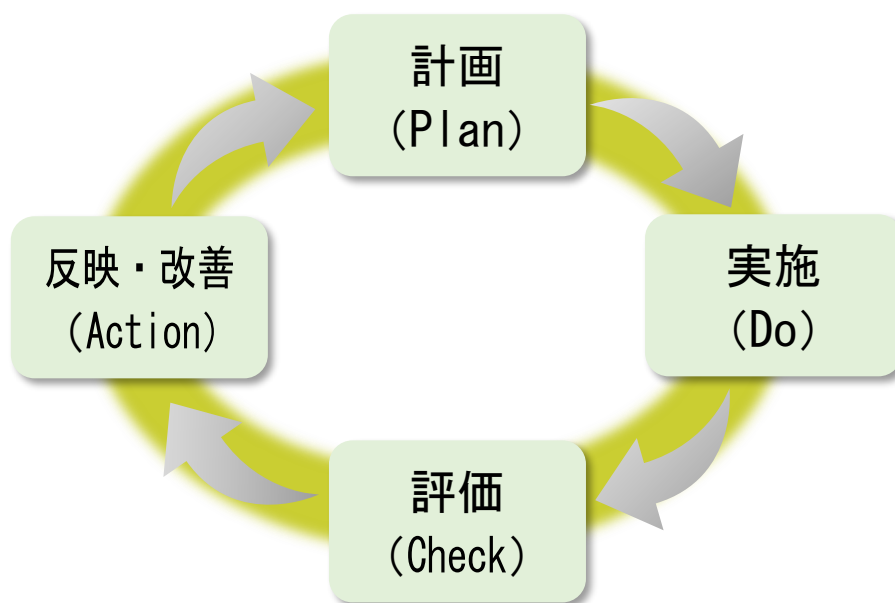 計画
(Plan)
実施
(Do)
評価
(Check)
反映・改善
(Action)